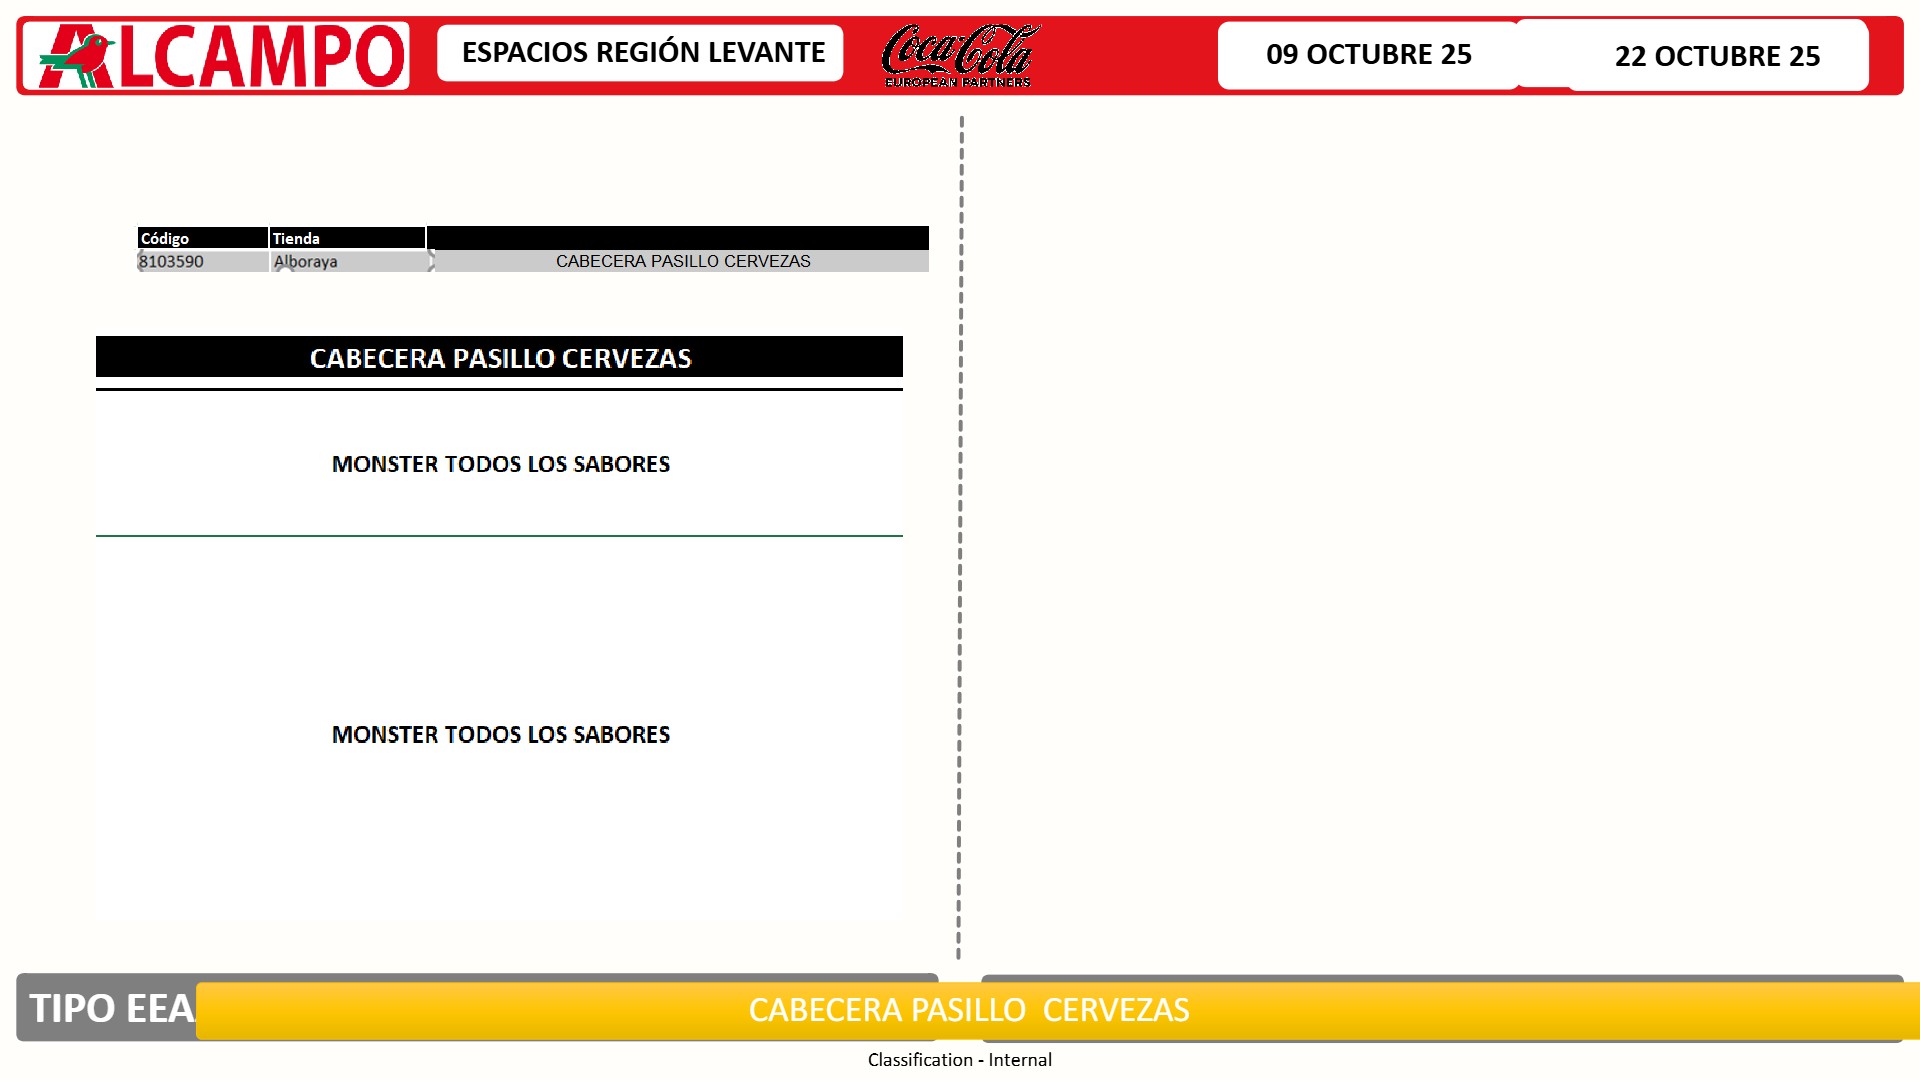 ALCAMPO
ESPACIOS REGIÓN LEVANTE
Coca-Cola
EUROPEAN PARTNERS
09 OCTUBRE 25
22 OCTUBRE 25
Código Tienda
8103590 Alboraya CABECERA PASILLO CERVEZAS
CABECERA PASILLO CERVEZAS
MONSTER TODOS LOS SABORES
MONSTER TODOS LOS SABORES
TIPO EEA
CABECERA PASILLO  CERVEZAS
Classification - Internal